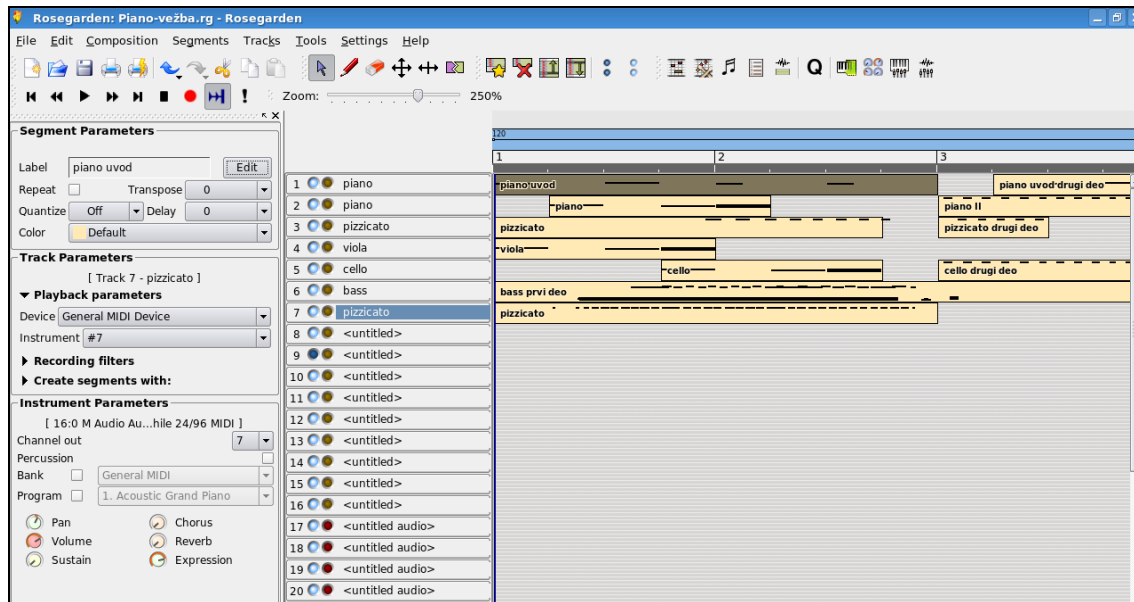 Rosegarden: Piano-vežba.rg - Rosegarden
File Edit Composition Segments Tracks Tools Settings Help
Zoom: 250%
Segment Parameters
Label piano uvod Edit
Repeat Transpose 0
Quantize Off Delay 0
Color Default
Track Parameters
[ Track 7 - pizzicato ]
Playback parameters
Device General MIDI Device
Instrument #7
Recording filters
Create segments with:
Instrument Parameters
[ 16:0 M Audio Au...hile 24/96 MIDI ]
Channel out 7
Percussion
Bank General MIDI
Program 1. Acoustic Grand Piano
Pan Chorus
Volume Reverb
Sustain Expression
120
1 2 3
1 piano piano uvod piano uvod drugi deo
2 piano piano piano II
3 pizzicato pizzicato pizzicato drugi deo
4 viola viola
5 cello cello cello drugi deo
6 bass bass prvi deo
7 pizzicato pizzicato
8 <untitled>
9 <untitled>
10 <untitled>
11 <untitled>
12 <untitled>
13 <untitled>
14 <untitled>
15 <untitled>
16 <untitled>
17 <untitled audio>
18 <untitled audio>
19 <untitled audio>
20 <untitled audio>